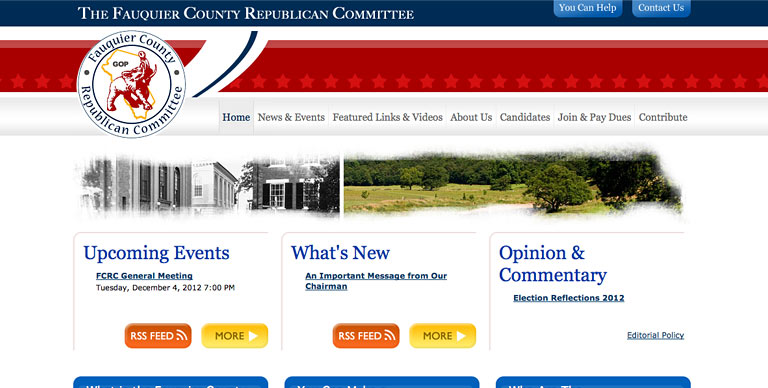 THE FAUQUIER COUNTY REPUBLICAN COMMITTEE
You Can Help
Contact Us
Fauquier County
GOP
Republican Committee
Home
News & Events
Featured Links & Videos
About Us
Candidates
Join & Pay Dues
Contribute
Upcoming Events
FCRC General Meeting
Tuesday, December 4, 2012 7:00 PM
RSS FEED
MORE
What's New
An Important Message from Our
Chairman
RSS FEED
MORE
Opinion &
Commentary
Election Reflections 2012
Editorial Policy